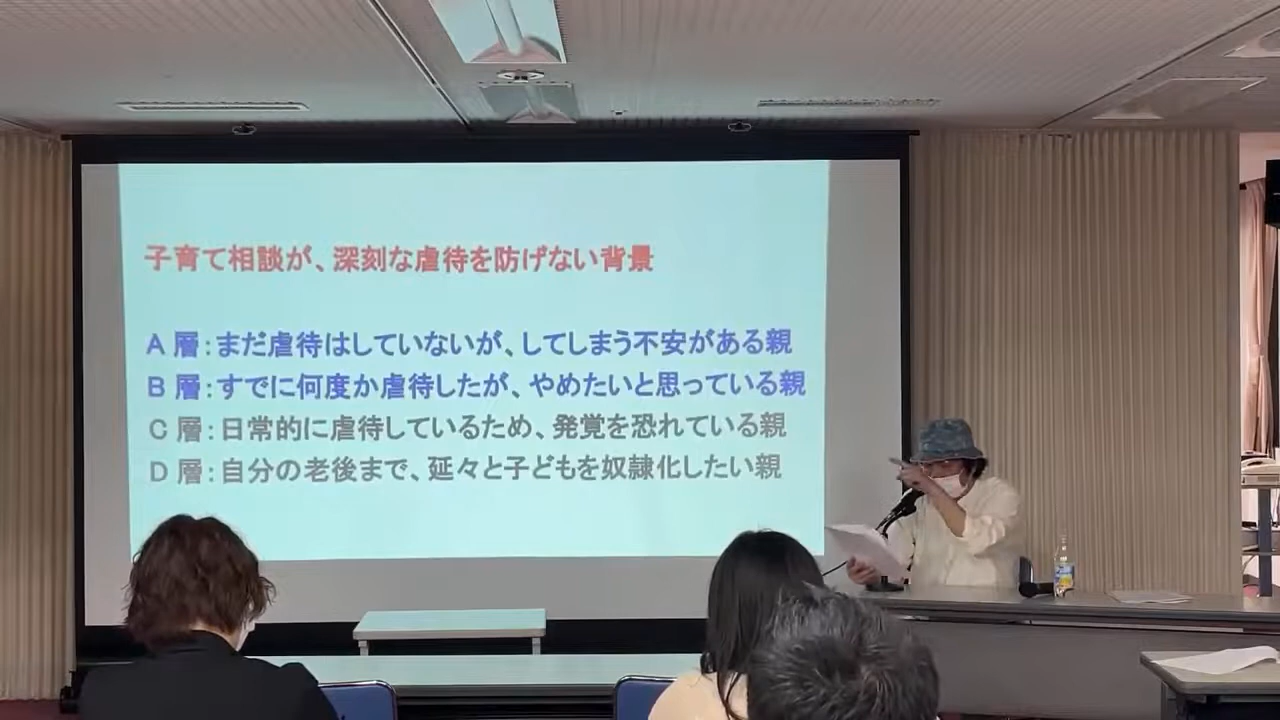 子育て相談が、深刻な虐待を防げない背景
A 層：まだ虐待はしていないが、してしまう不安がある親
B 層：すでに何度か虐待したが、やめたいと思っている親
C 層：日常的に虐待しているため、発覚を恐れている親
D 層：自分の老後まで、延々と子どもを奴隷化したい親